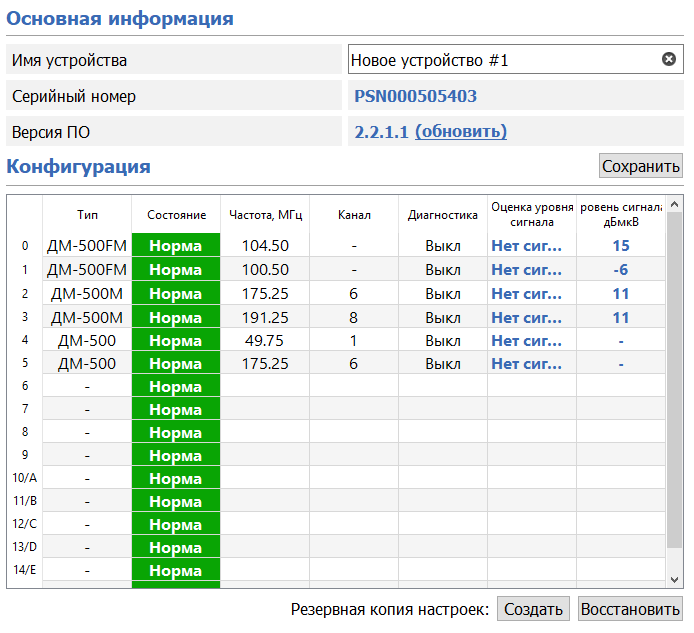 Основная информация
Имя устройства Новое устройство #1
Серийный номер PSN000505403
Версия ПО 2.2.1.1 (обновить)
Конфигурация Сохранить
Тип Состояние Частота, МГц Канал Диагностика Оценка уровня сигнала ровень сигнала дБмкВ
0 ДМ-500FM Норма 104.50 - Выкл Нет сиг... 15
1 ДМ-500FM Норма 100.50 - Выкл Нет сиг... -6
2 ДМ-500М Норма 175.25 6 Выкл Нет сиг... 11
3 ДМ-500М Норма 191.25 8 Выкл Нет сиг... 11
4 ДМ-500 Норма 49.75 1 Выкл Нет сиг... -
5 ДМ-500 Норма 175.25 6 Выкл Нет сиг... -
6 - Норма
7 - Норма
8 - Норма
9 - Норма
10/A - Норма
11/B - Норма
12/C - Норма
13/D - Норма
14/E - Норма
Резервная копия настроек: Создать Восстановить